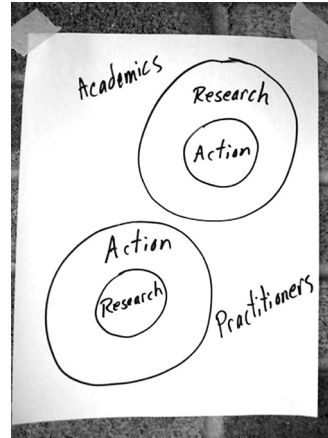 Academics
Research
Action
Action
Research
Practitioners